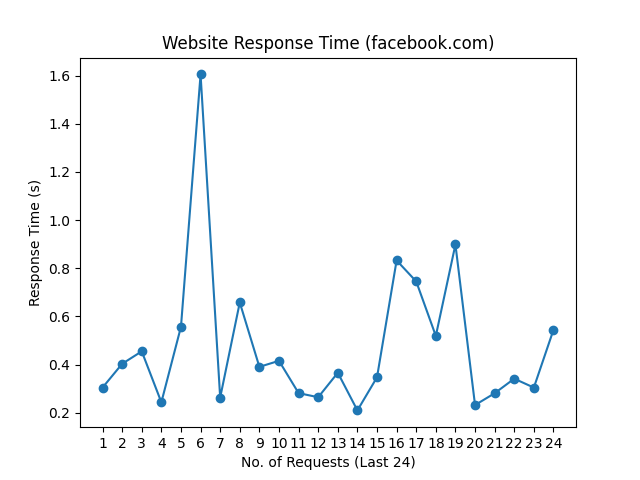 Website Response Time (facebook.com)
1.6
1.4
1.2
1.0
0.8
0.6
0.4
0.2
Response Time (s)
1 2 3 4 5 6 7 8 9 10 11 12 13 14 15 16 17 18 19 20 21 22 23 24
No. of Requests (Last 24)